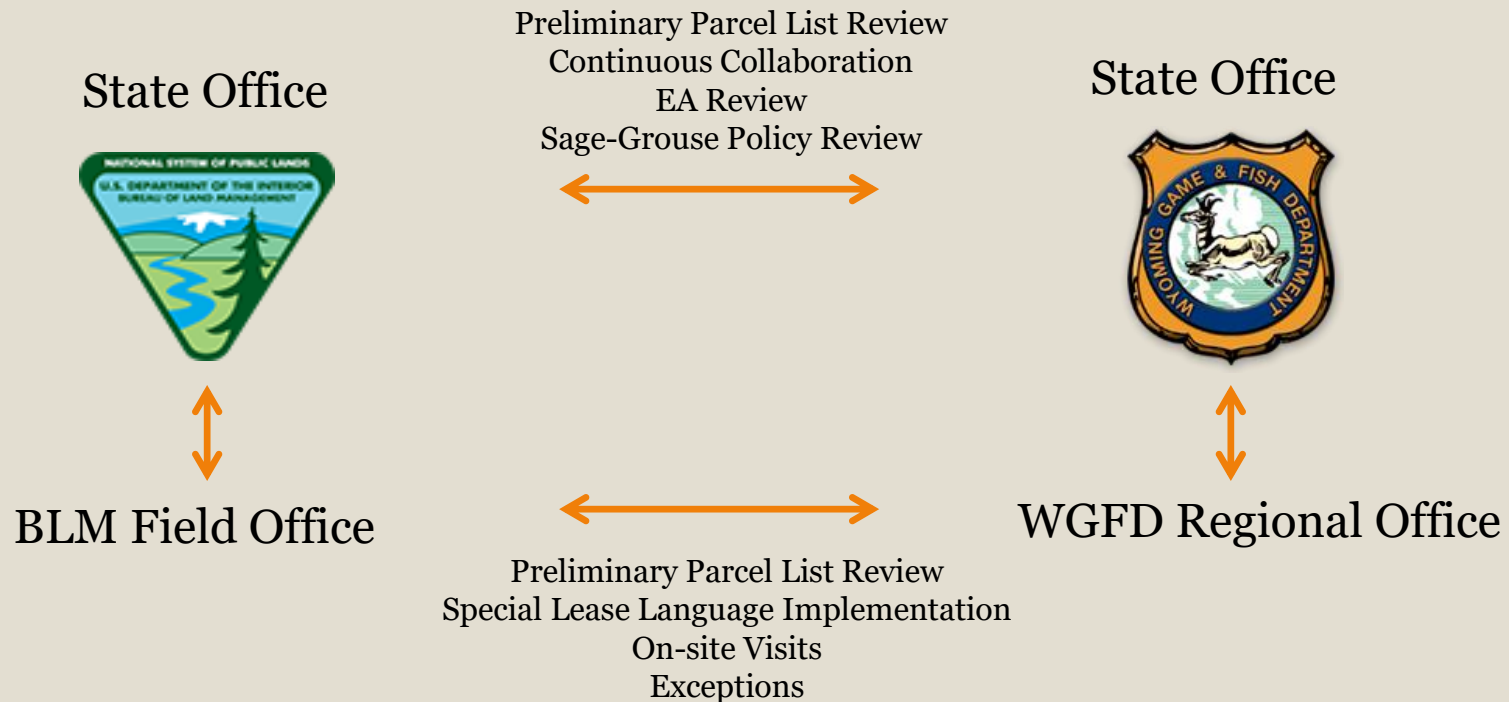 Preliminary Parcel List Review
Continuous Collaboration
EA Review
Sage-Grouse Policy Review
State Office
State Office
NATIONAL SYSTEM OF PUBLIC LANDS
U.S. DEPARTMENT OF THE INTERIOR
BUREAU OF LAND MANAGEMENT
WYOMING GAME & FISH DEPARTMENT
BLM Field Office
WGFD Regional Office
Preliminary Parcel List Review
Special Lease Language Implementation
On-site Visits
Exceptions